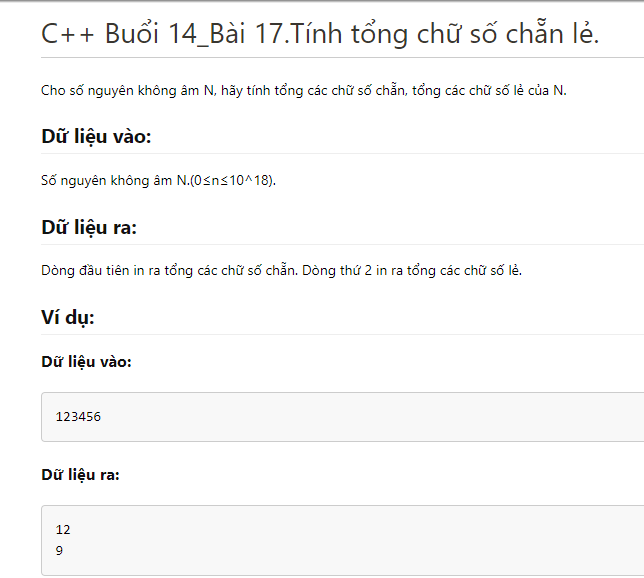 C++ Buổi 14_Bài 17.Tính tổng chữ số chẵn lẻ.
Cho số nguyên không âm N, hãy tính tổng các chữ số chẵn, tổng các chữ số lẻ của N.
Dữ liệu vào:
Số nguyên không âm N.(0≤n≤10^18).
Dữ liệu ra:
Dòng đầu tiên in ra tổng các chữ số chẵn. Dòng thứ 2 in ra tổng các chữ số lẻ.
Ví dụ:
Dữ liệu vào:
123456
Dữ liệu ra:
12
9